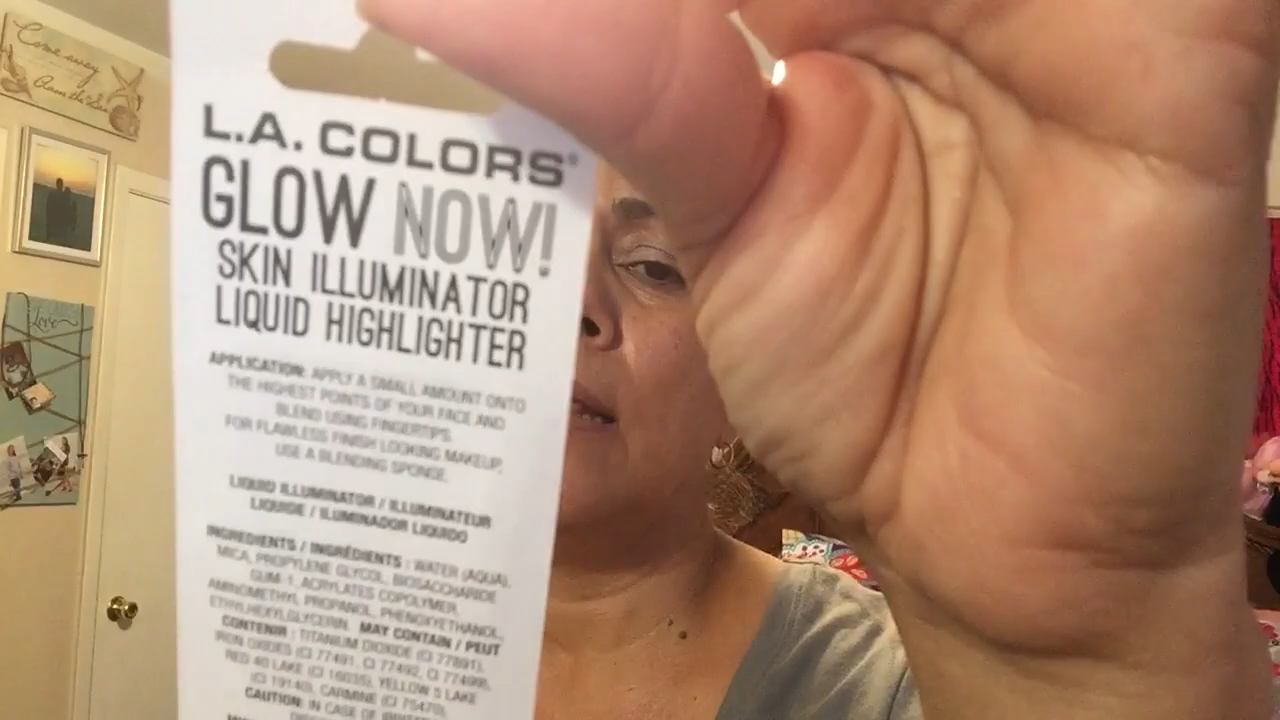 Come away
L.A. COLORS®
GLOW NOW!
SKIN ILLUMINATOR
LIQUID HIGHLIGHTER
APPLICATION: APPLY A SMALL AMOUNT ONTO
THE HIGHEST POINTS OF YOUR FACE AND
BLEND USING FINGERTIPS.
FOR FLAWLESS FINISH LOOKING MAKEUP,
USE A BLENDING SPONGE.
LIQUID ILLUMINATOR / ILLUMINATEUR
LIQUIDE / ILUMINADOR LIQUIDO
INGREDIENTS / INGRÉDIENTS : WATER (AQUA),
MICA, PROPYLENE GLYCOL, BIOSACCHARIDE
GUM-1, ACRYLATES COPOLYMER,
AMINOMETHYL PROPANOL, PHENOXYETHANOL,
ETHYLHEXYLGLYCERIN. MAY CONTAIN / PEUT
CONTENIR : TITANIUM DIOXIDE (CI 77891),
IRON OXIDES (CI 77491, CI 77492, CI 77499),
RED 40 LAKE (CI 16035), YELLOW 5 LAKE
(CI 19140), CARMINE (CI 75470).
CAUTION: IN CASE OF
Love